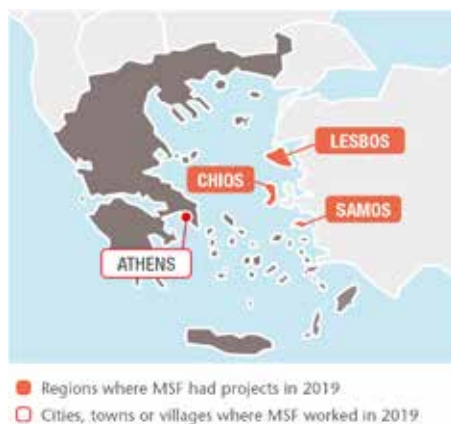 LESBOS
CHIOS
SAMOS
ATHENS
Regions where MSF had projects in 2019
Cities, towns or villages where MSF worked in 2019